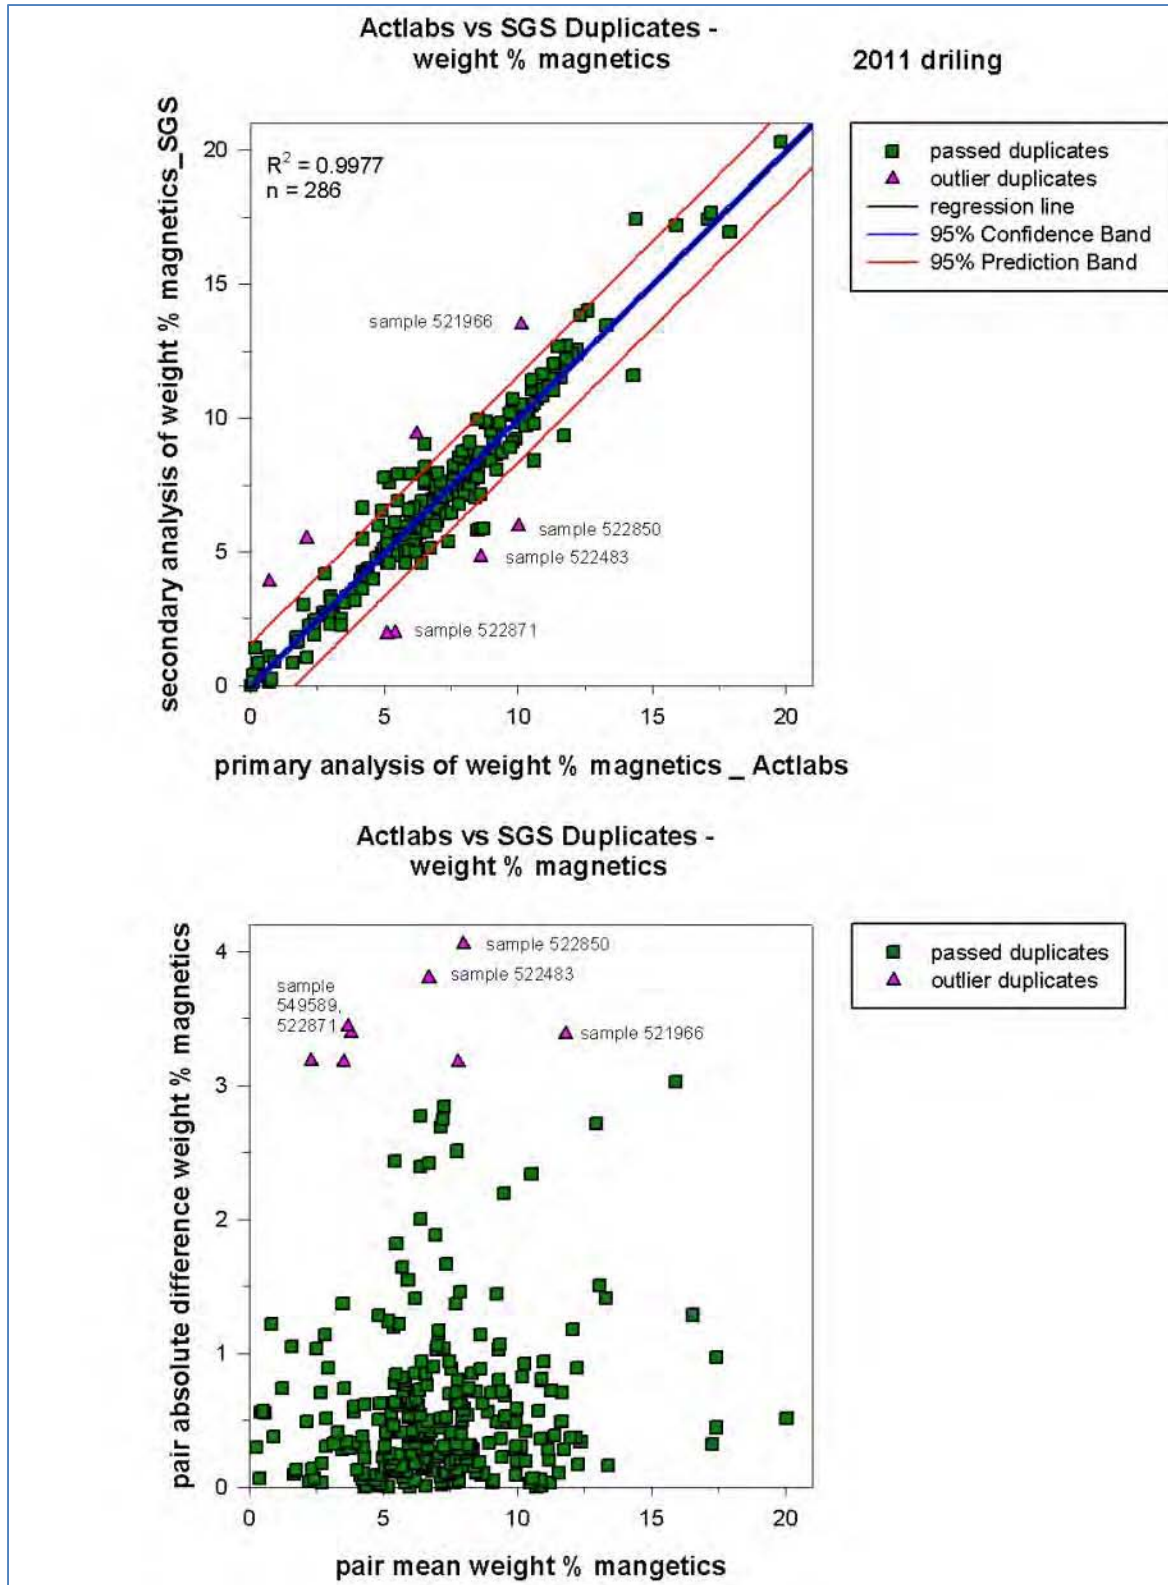 Actlabs vs SGS Duplicates -
weight % magnetics
2011 driling
secondary analysis of weight % magnetics_SGS
20
15
10
5
0
R² = 0.9977
n = 286
sample 521966
sample 522850
sample 522483
sample 522871
0 5 10 15 20
primary analysis of weight % magnetics _ Actlabs
passed duplicates
outlier duplicates
regression line
95% Confidence Band
95% Prediction Band
Actlabs vs SGS Duplicates -
weight % magnetics
pair absolute difference weight % magnetics
4
3
2
1
0
sample 522850
sample 522483
sample
549589,
522871
sample 521966
0 5 10 15 20
pair mean weight % mangetics
passed duplicates
outlier duplicates